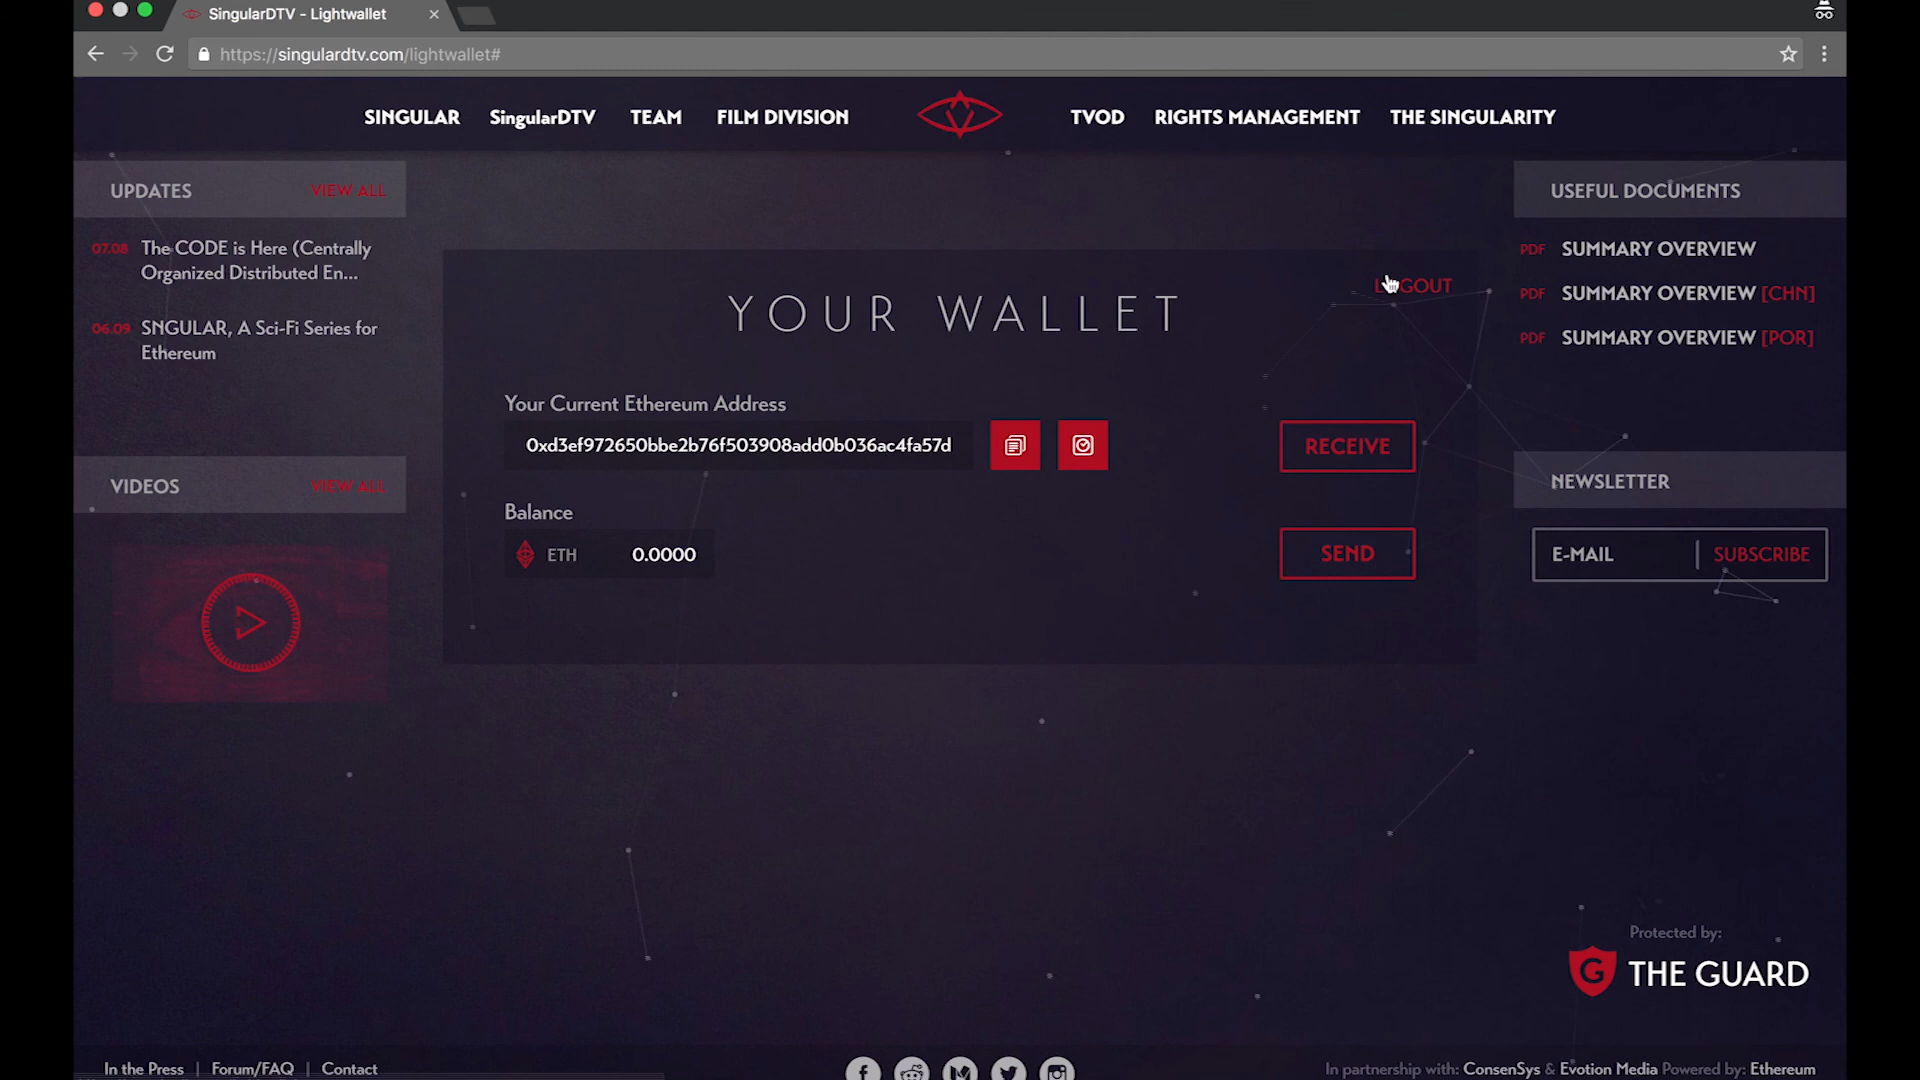 SingularDTV - Lightwallet
https://singulardtv.com/lightwallet#
SINGULAR SingularDTV TEAM FILM DIVISION TVOD RIGHTS MANAGEMENT THE SINGULARITY
UPDATES VIEW ALL
07.08 The CODE is Here (Centrally
Organized Distributed En...
06.09 SNGULAR, A Sci-Fi Series for
Ethereum
VIDEOS VIEW ALL
LOGOUT
YOUR WALLET
Your Current Ethereum Address
0xd3ef972650bbe2b76f503908add0b036ac4fa57d
RECEIVE
Balance
ETH 0.0000
SEND
USEFUL DOCUMENTS
PDF SUMMARY OVERVIEW
PDF SUMMARY OVERVIEW [CHN]
PDF SUMMARY OVERVIEW [POR]
NEWSLETTER
E-MAIL SUBSCRIBE
Protected by:
G THE GUARD
In the Press | Forum/FAQ | Contact
In partnership with: ConsenSys & Evotion Media Powered by: Ethereum